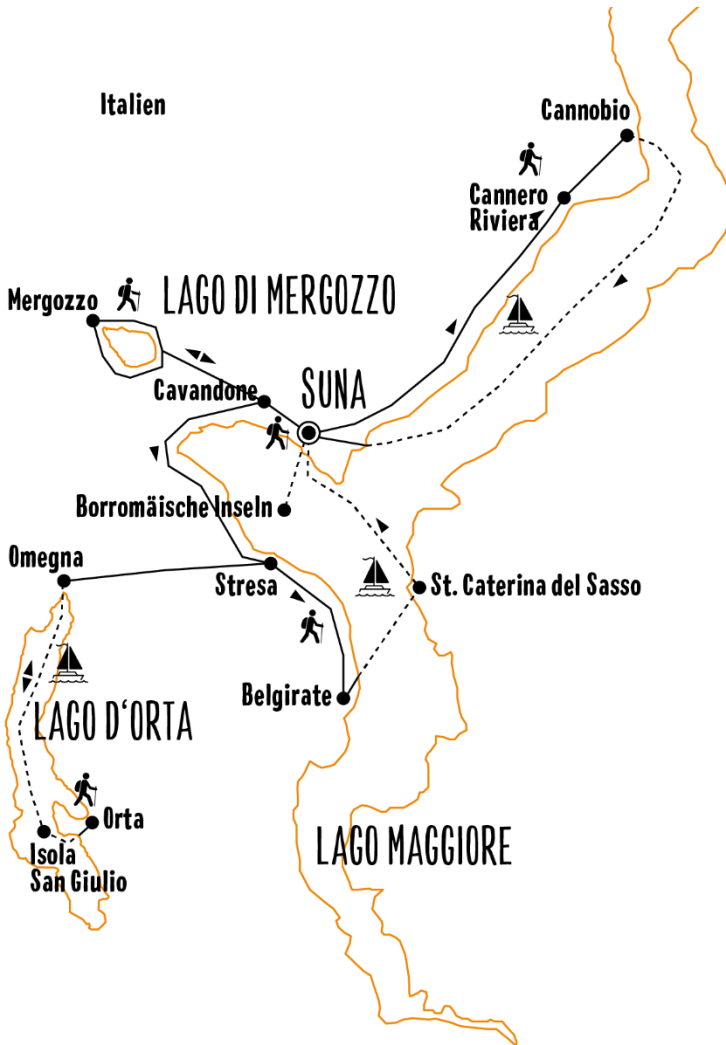 Italien
Cannobio
Cannero
Riviera
LAGO DI MERGOZZO
Mergozzo
Cavandone
SUNA
Borromäische Inseln
Omegna
Stresa
St. Caterina del Sasso
Belgirate
LAGO D'ORTA
Orta
Isola
San Giulio
LAGO MAGGIORE